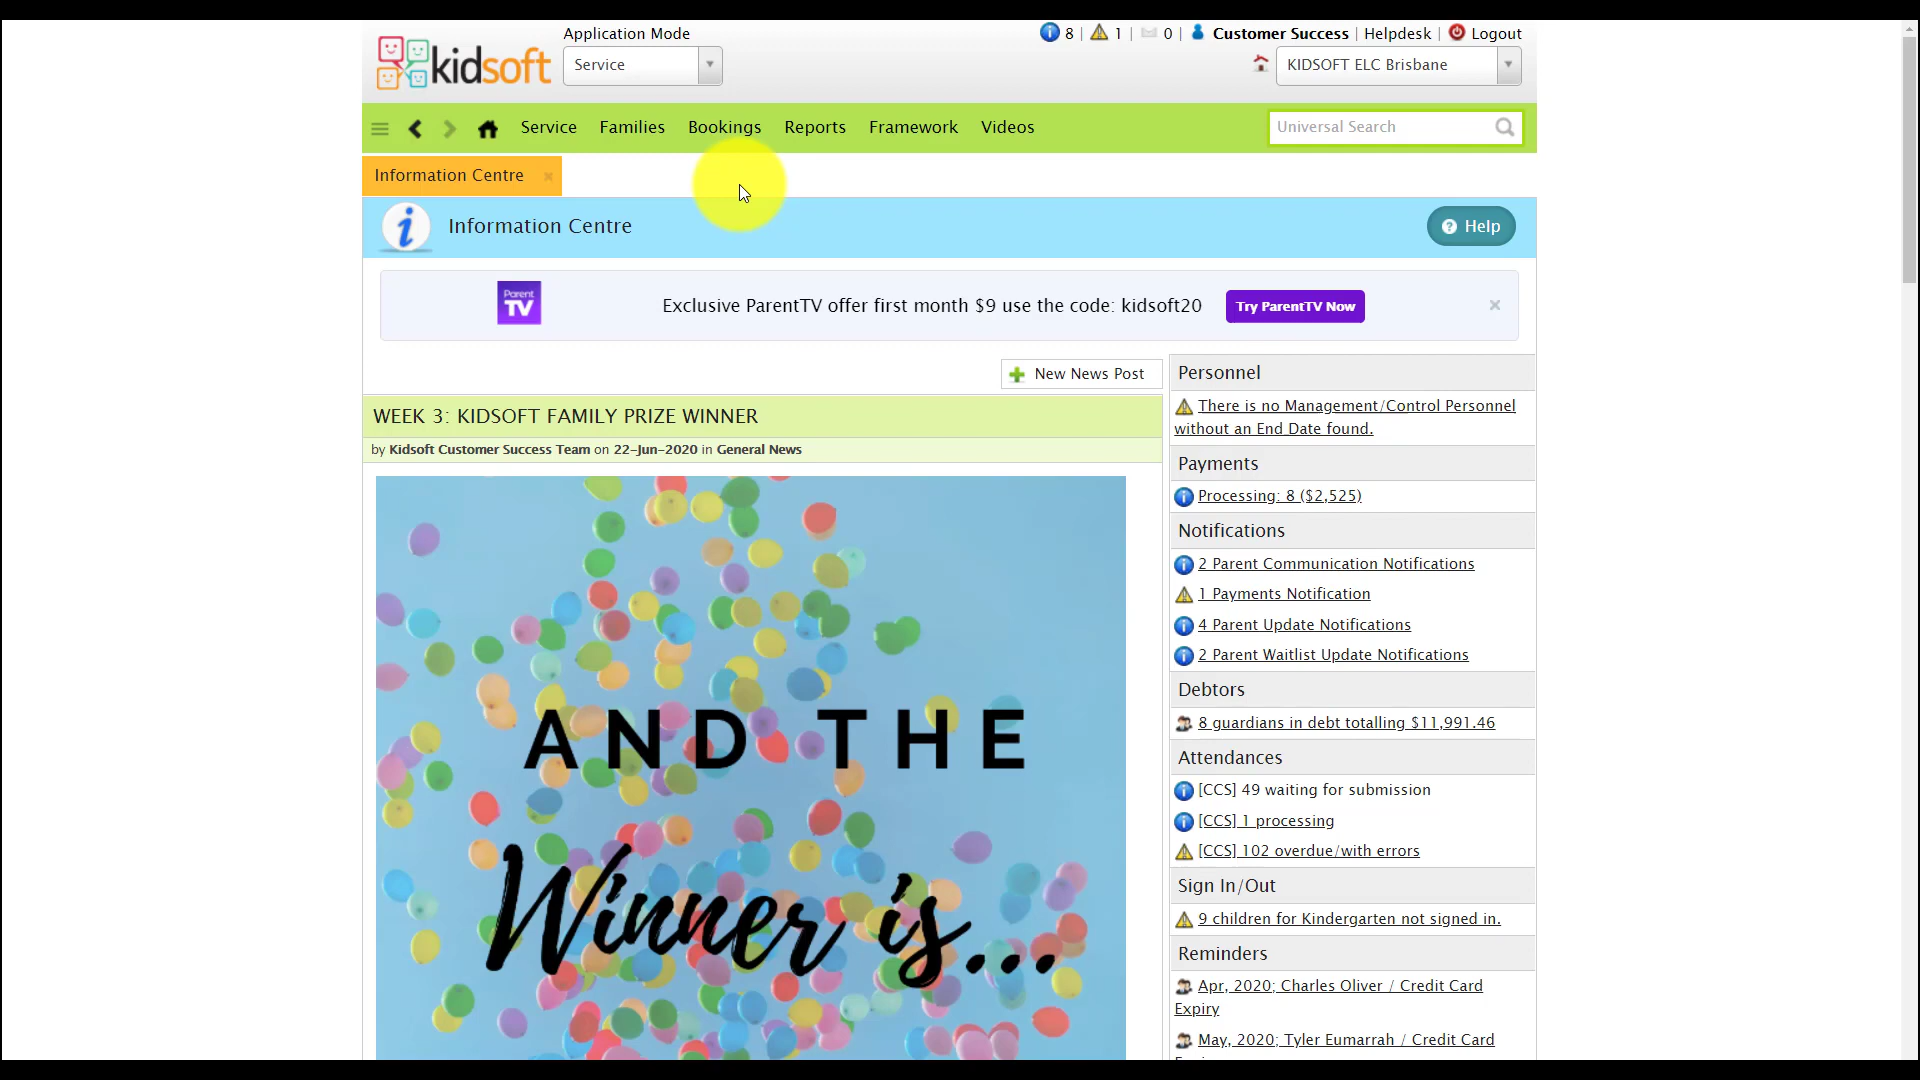 Application Mode
8 | 1 | 0 | Customer Success | Helpdesk | Logout
kidsoft
Service
KIDSOFT ELC Brisbane
Service Families Bookings Reports Framework Videos
Universal Search
Information Centre
Information Centre
Help
Parent
TV
Exclusive ParentTV offer first month $9 use the code: kidsoft20
Try ParentTV Now
New News Post
WEEK 3: KIDSOFT FAMILY PRIZE WINNER
by Kidsoft Customer Success Team on 22-Jun-2020 in General News
AND THE
Winner is...
Personnel
There is no Management/Control Personnel
without an End Date found.
Payments
Processing: 8 ($2,525)
Notifications
2 Parent Communication Notifications
1 Payments Notification
4 Parent Update Notifications
2 Parent Waitlist Update Notifications
Debtors
8 guardians in debt totalling $11,991.46
Attendances
[CCS] 49 waiting for submission
[CCS] 1 processing
[CCS] 102 overdue/with errors
Sign In/Out
9 children for Kindergarten not signed in.
Reminders
Apr, 2020; Charles Oliver / Credit Card
Expiry
May, 2020; Tyler Eumarrah / Credit Card